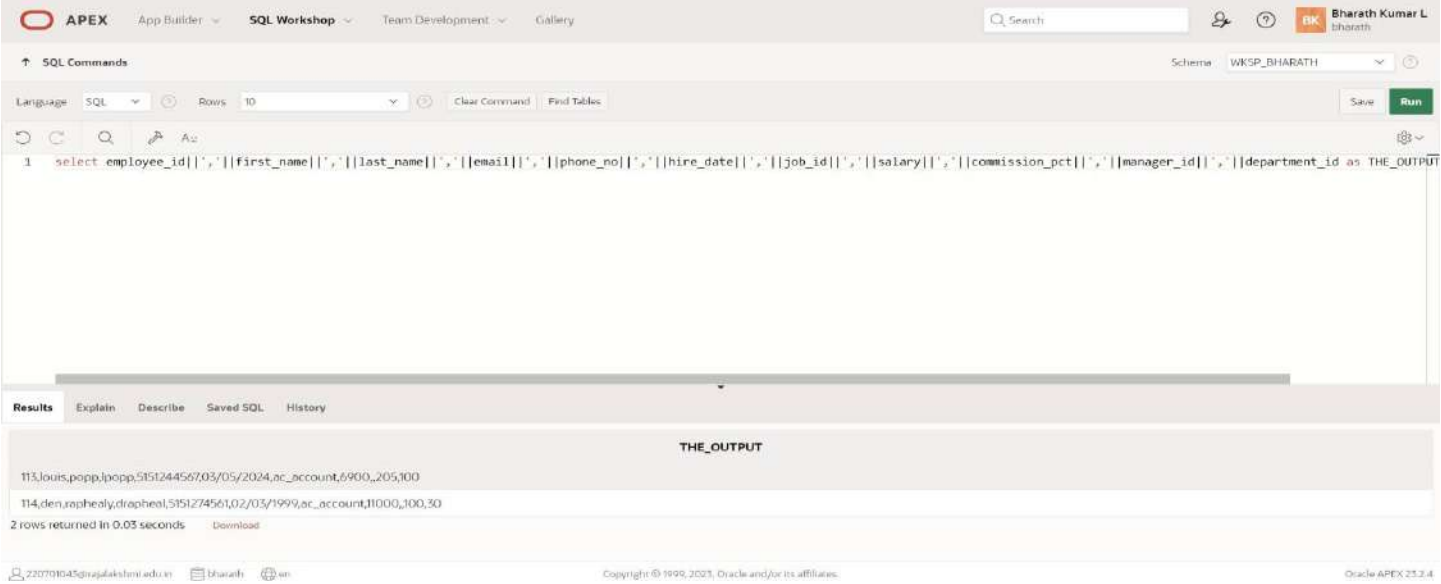 APEX App Builder SQL Workshop Team Development Gallery Search Bharath Kumar L
BK bharath
SQL Commands Schema WKSP_BHARATH
Language SQL Rows 10 Clear Command Find Tables Save Run
1 select employee_id||','||first_name||','||last_name||','||email||','||phone_no||','||hire_date||','||job_id||','||salary||','||commission_pct||','||manager_id||','||department_id as THE_OUTPUT
Results Explain Describe Saved SQL History
THE_OUTPUT
113,louis,popp,lpopp,5151244567,03/05/2024,ac_account,6900,,205,100
114,den,raphealy,drapheal,5151274561,02/03/1999,ac_account,11000,,100,30
2 rows returned in 0.03 seconds Download
220701043@rajalakshmi.edu.in bharath en Copyright © 1999, 2023, Oracle and/or its affiliates. Oracle APEX 23.2.4